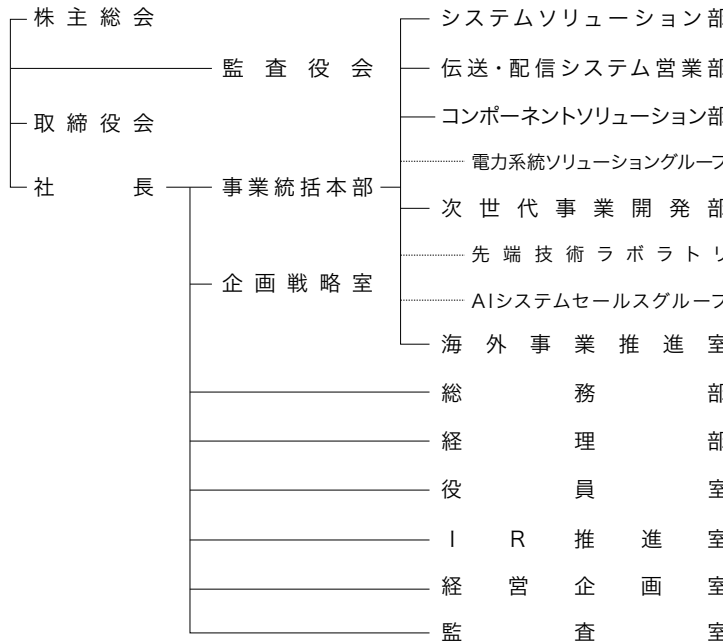 株主総会
監査役会
取締役会
社長
事業統括本部
企画戦略室
システムソリューション部
伝送・配信システム営業部
コンポーネントソリューション部
電力系統ソリューショングループ
次世代事業開発部
先端技術ラボラトリ
AIシステムセールスグループ
海外事業推進室
総務部
経理部
役員室
IR推進室
経営企画室
監査室